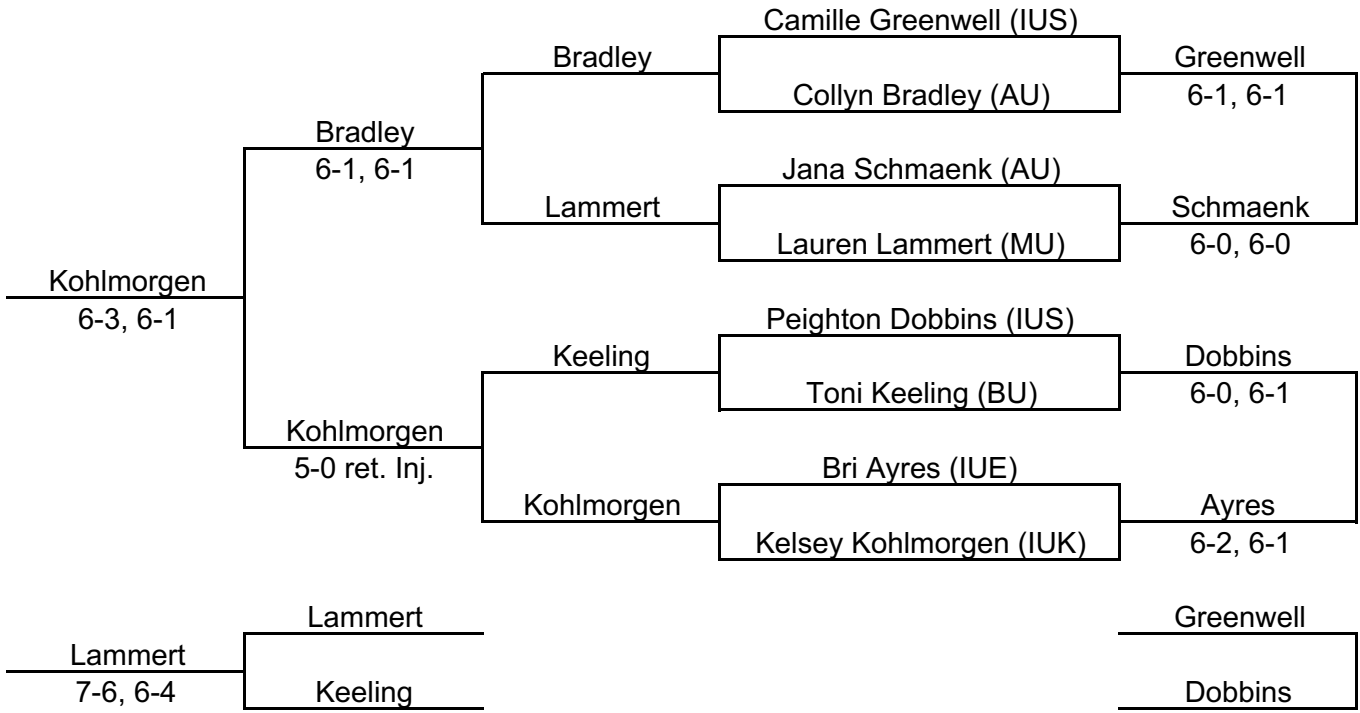 Camille Greenwell (IUS)
Bradley
Greenwell
Collyn Bradley (AU)
6-1, 6-1
Bradley
6-1, 6-1
Jana Schmaenk (AU)
Lammert
Schmaenk
Lauren Lammert (MU)
6-0, 6-0
Kohlmorgen
6-3, 6-1
Peighton Dobbins (IUS)
Keeling
Dobbins
Toni Keeling (BU)
6-0, 6-1
Kohlmorgen
5-0 ret. Inj.
Bri Ayres (IUE)
Kohlmorgen
Ayres
Kelsey Kohlmorgen (IUK)
6-2, 6-1
Lammert
Greenwell
Lammert
7-6, 6-4
Keeling
Dobbins